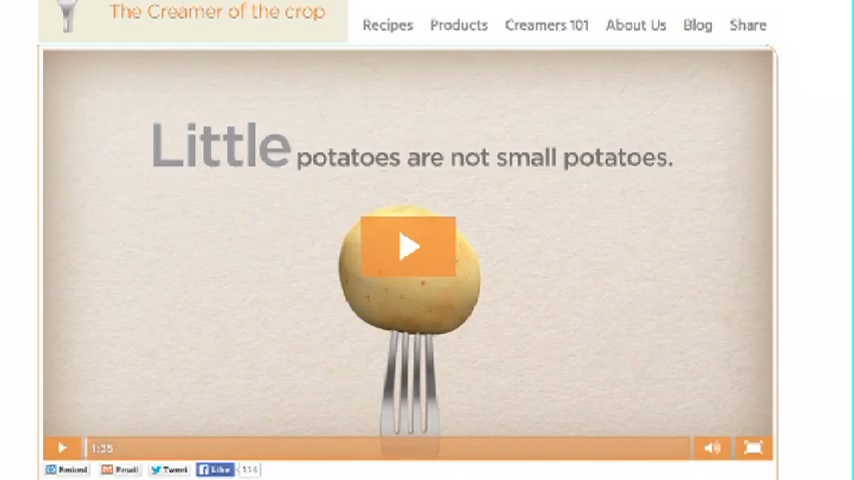 The Creamer of the crop
Recipes Products Creamers 101 About Us Blog Share
Little potatoes are not small potatoes.
1:35
Email Tweet Like